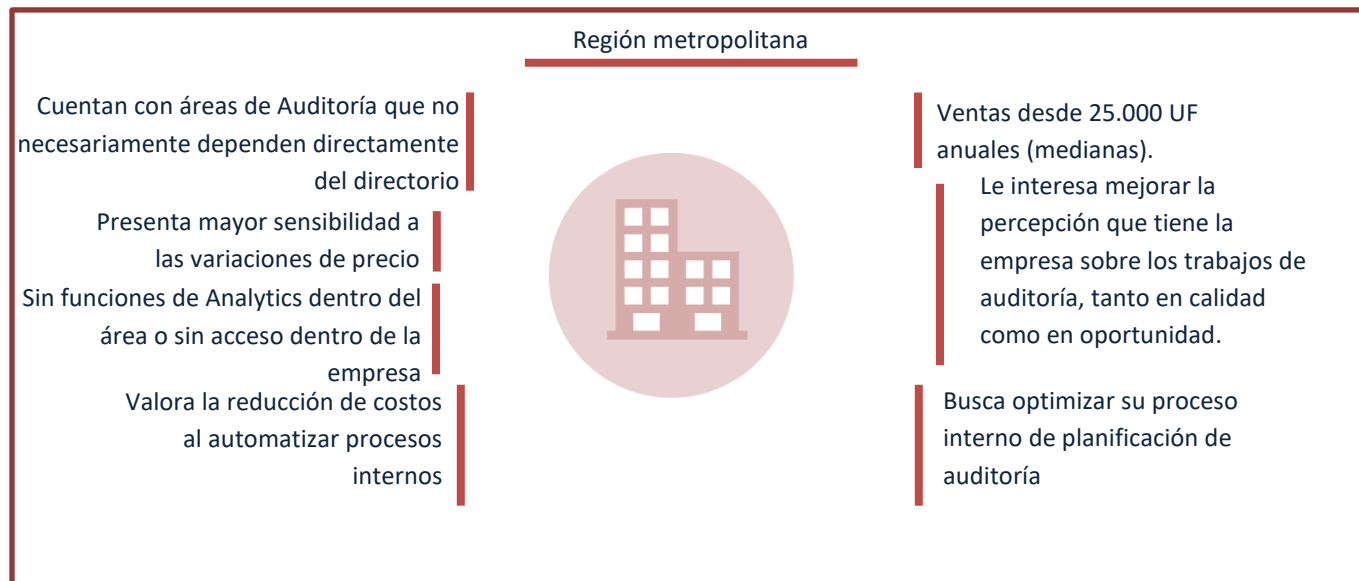 Región metropolitana
Cuentan con áreas de Auditoría que no
necesariamente dependen directamente
del directorio
Presenta mayor sensibilidad a
las variaciones de precio
Sin funciones de Analytics dentro del
área o sin acceso dentro de la
empresa
Valora la reducción de costos
al automatizar procesos
internos
Ventas desde 25.000 UF
anuales (medianas).
Le interesa mejorar la
percepción que tiene la
empresa sobre los trabajos de
auditoría, tanto en calidad
como en oportunidad.
Busca optimizar su proceso
interno de planificación de
auditoría